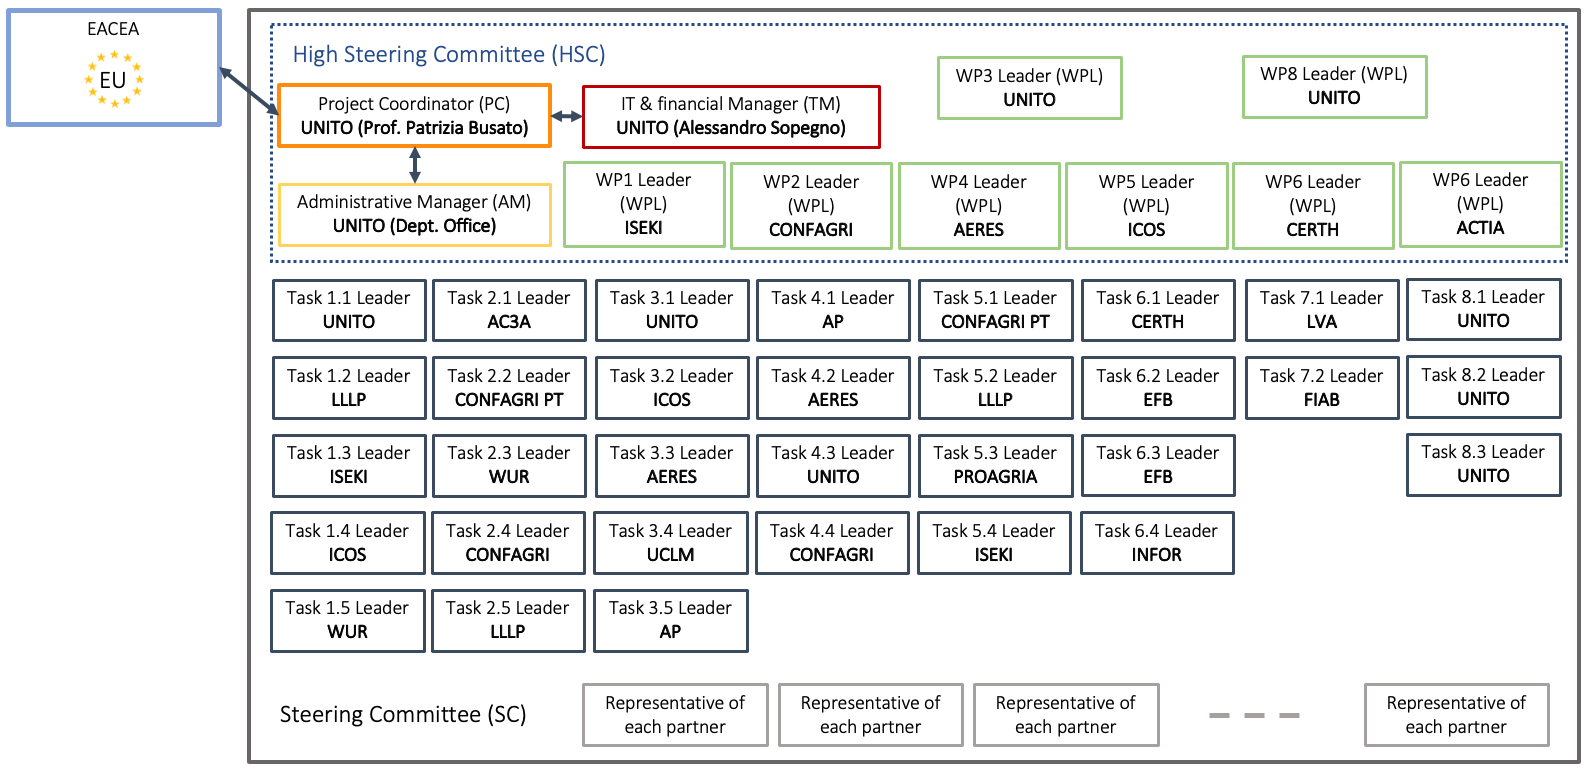 EACEA
EU
High Steering Committee (HSC)
Project Coordinator (PC)
UNITO (Prof. Patrizia Busato)
IT & financial Manager (TM)
UNITO (Alessandro Sopegno)
WP3 Leader (WPL)
UNITO
WP8 Leader (WPL)
UNITO
Administrative Manager (AM)
UNITO (Dept. Office)
WP1 Leader
(WPL)
ISEKI
WP2 Leader
(WPL)
CONFAGRI
WP4 Leader
(WPL)
AERES
WP5 Leader
(WPL)
ICOS
WP6 Leader
(WPL)
CERTH
WP6 Leader
(WPL)
ACTIA
Task 1.1 Leader
UNITO
Task 2.1 Leader
AC3A
Task 3.1 Leader
UNITO
Task 4.1 Leader
AP
Task 5.1 Leader
CONFAGRI PT
Task 6.1 Leader
CERTH
Task 7.1 Leader
LVA
Task 8.1 Leader
UNITO
Task 1.2 Leader
LLLP
Task 2.2 Leader
CONFAGRI PT
Task 3.2 Leader
ICOS
Task 4.2 Leader
AERES
Task 5.2 Leader
LLLP
Task 6.2 Leader
EFB
Task 7.2 Leader
FIAB
Task 8.2 Leader
UNITO
Task 1.3 Leader
ISEKI
Task 2.3 Leader
WUR
Task 3.3 Leader
AERES
Task 4.3 Leader
UNITO
Task 5.3 Leader
PROAGRIA
Task 6.3 Leader
EFB
Task 8.3 Leader
UNITO
Task 1.4 Leader
ICOS
Task 2.4 Leader
CONFAGRI
Task 3.4 Leader
UCLM
Task 4.4 Leader
CONFAGRI
Task 5.4 Leader
ISEKI
Task 6.4 Leader
INFOR
Task 1.5 Leader
WUR
Task 2.5 Leader
LLLP
Task 3.5 Leader
AP
Steering Committee (SC)
Representative of
each partner
Representative of
each partner
Representative of
each partner
Representative of
each partner